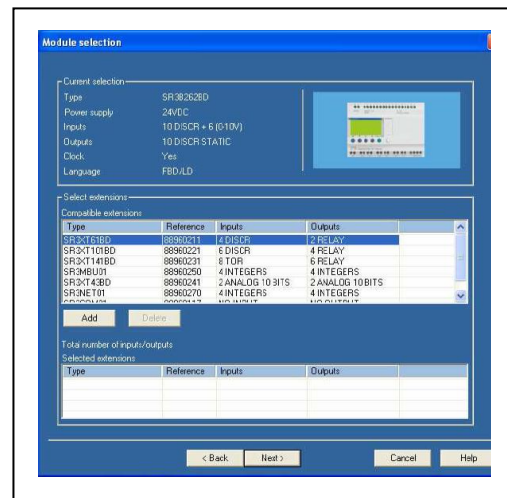 Module selection
Current selection
Type SR3B262BD
Power supply 24VDC
Inputs 10 DISCR + 6 (0-10V)
Outputs 10 DISCR STATIC
Clock Yes
Language FBD/LD
Select extensions
Compatible extensions
Type Reference Inputs Outputs
SR3XT61BD 88960211 4 DISCR 2 RELAY
SR3XT101BD 88960221 6 DISCR 4 RELAY
SR3XT141BD 88960231 8 TOR 6 RELAY
SR3MBU01 88960250 4 INTEGERS 4 INTEGERS
SR3XT43BD 88960241 2 ANALOG 10 BITS 2 ANALOG 10 BITS
SR3NET01 88960270 4 INTEGERS 4 INTEGERS
Add Delete
Total number of inputs/outputs
Selected extensions
Type Reference Inputs Outputs
< Back Next > Cancel Help